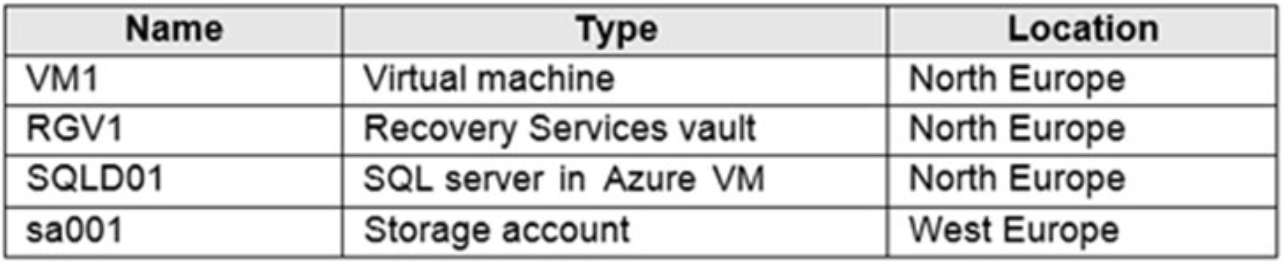 Name Type Location
VM1 Virtual machine North Europe
RGV1 Recovery Services vault North Europe
SQLD01 SQL server in Azure VM North Europe
sa001 Storage account West Europe